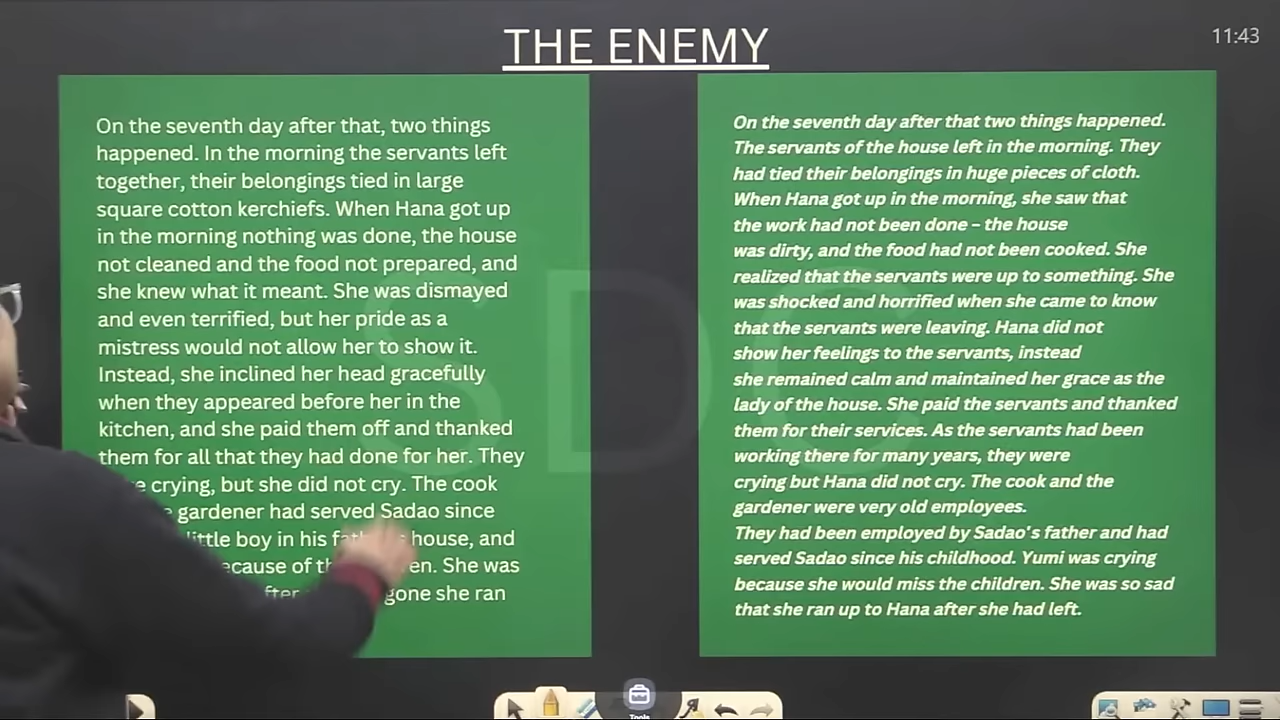 THE ENEMY
11:43
On the seventh day after that, two things
happened. In the morning the servants left
together, their belongings tied in large
square cotton kerchiefs. When Hana got up
in the morning nothing was done, the house
not cleaned and the food not prepared, and
she knew what it meant. She was dismayed
and even terrified, but her pride as a
mistress would not allow her to show it.
Instead, she inclined her head gracefully
when they appeared before her in the
kitchen, and she paid them off and thanked
them for all that they had done for her. They
crying, but she did not cry. The cook
gardener had served Sadao since
little boy in his house, and
of She was
gone she ran
On the seventh day after that two things happened.
The servants of the house left in the morning. They
had tied their belongings in huge pieces of cloth.
When Hana got up in the morning, she saw that
the work had not been done – the house
was dirty, and the food had not been cooked. She
realized that the servants were up to something. She
was shocked and horrified when she came to know
that the servants were leaving. Hana did not
show her feelings to the servants, instead
she remained calm and maintained her grace as the
lady of the house. She paid the servants and thanked
them for their services. As the servants had been
working there for many years, they were
crying but Hana did not cry. The cook and the
gardener were very old employees.
They had been employed by Sadao's father and had
served Sadao since his childhood. Yumi was crying
because she would miss the children. She was so sad
that she ran up to Hana after she had left.
SDC
Tools